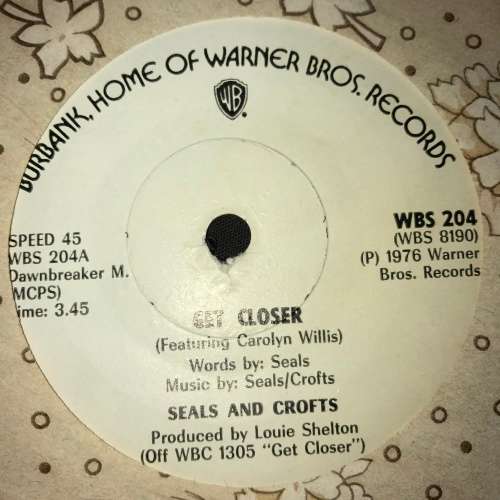 BURBANK, HOME OF WARNER BROS. RECORDS
WB
SPEED 45
WBS 204A
Dawnbreaker M.
MCPS)
ime: 3.45
WBS 204
(WBS 8190)
(P) 1976 Warner
Bros. Records
GET CLOSER
(Featuring Carolyn Willis)
Words by: Seals
Music by: Seals/Crofts
SEALS AND CROFTS
Produced by Louie Shelton
(Off WBC 1305 "Get Closer")